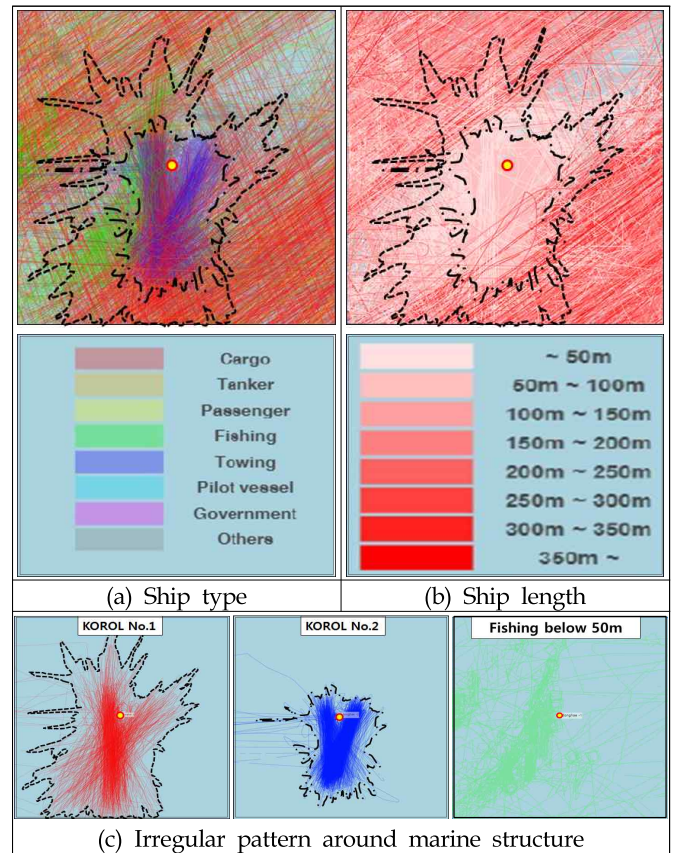 Cargo
Tanker
Passenger
Fishing
Towing
Pilot vessel
Government
Others
~ 50m
50m ~ 100m
100m ~ 150m
150m ~ 200m
200m ~ 250m
250m ~ 300m
300m ~ 350m
350m ~
(a) Ship type
(b) Ship length
KOROL No.1
KOROL No.2
Fishing below 50m
(c) Irregular pattern around marine structure